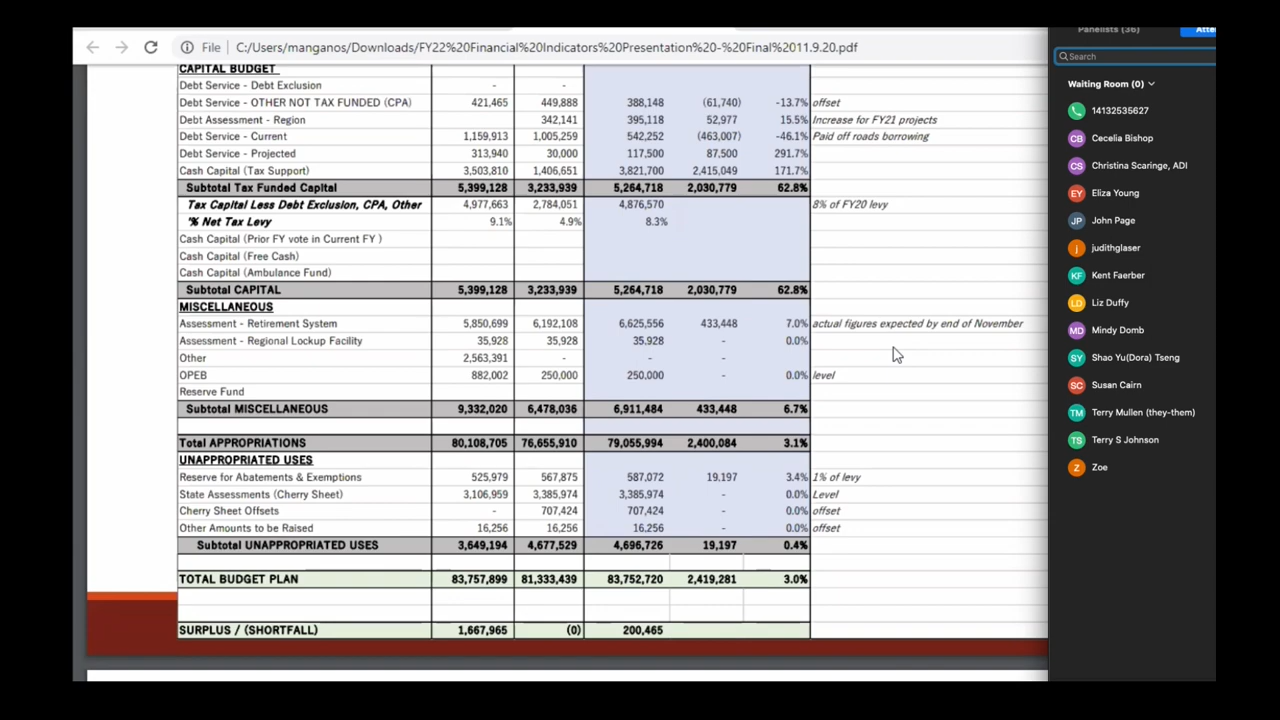 File | C:/Users/manganos/Downloads/FY22%20Financial%20Indicators%20Presentation%20-%20Final%2011.9.20.pdf
CAPITAL BUDGET
Debt Service - Debt Exclusion - -
Debt Service - OTHER NOT TAX FUNDED (CPA) 421,465 449,888 388,148 (61,740) -13.7% offset
Debt Assessment - Region 342,141 395,118 52,977 15.5% Increase for FY21 projects
Debt Service - Current 1,159,913 1,005,259 542,252 (463,007) -46.1% Paid off roads borrowing
Debt Service - Projected 313,940 30,000 117,500 87,500 291.7%
Cash Capital (Tax Support) 3,503,810 1,406,651 3,821,700 2,415,049 171.7%
Subtotal Tax Funded Capital 5,399,128 3,233,939 5,264,718 2,030,779 62.8%
Tax Capital Less Debt Exclusion, CPA, Other 4,977,663 2,784,051 4,876,570 8% of FY20 levy
% Net Tax Levy 9.1% 4.9% 8.3%
Cash Capital (Prior FY vote in Current FY )
Cash Capital (Free Cash)
Cash Capital (Ambulance Fund)
Subtotal CAPITAL 5,399,128 3,233,939 5,264,718 2,030,779 62.8%
MISCELLANEOUS
Assessment - Retirement System 5,850,699 6,192,108 6,625,556 433,448 7.0% actual figures expected by end of November
Assessment - Regional Lockup Facility 35,928 35,928 35,928 - 0.0%
Other 2,563,391 - - -
OPEB 882,002 250,000 250,000 - 0.0% level
Reserve Fund
Subtotal MISCELLANEOUS 9,332,020 6,478,036 6,911,484 433,448 6.7%
Total APPROPRIATIONS 80,108,705 76,655,910 79,055,994 2,400,084 3.1%
UNAPPROPRIATED USES
Reserve for Abatements & Exemptions 525,979 567,875 587,072 19,197 3.4% 1% of levy
State Assessments (Cherry Sheet) 3,106,959 3,385,974 3,385,974 - 0.0% Level
Cherry Sheet Offsets - 707,424 707,424 - 0.0% offset
Other Amounts to be Raised 16,256 16,256 16,256 - 0.0% offset
Subtotal UNAPPROPRIATED USES 3,649,194 4,677,529 4,696,726 19,197 0.4%
TOTAL BUDGET PLAN 83,757,899 81,333,439 83,752,720 2,419,281 3.0%
SURPLUS / (SHORTFALL) 1,667,965 (0) 200,465
Panelists (36)
Search
Waiting Room (0)
14132535627
CB Cecelia Bishop
CS Christina Scaringe, ADI
EY Eliza Young
JP John Page
j judithglaser
KF Kent Faerber
LD Liz Duffy
MD Mindy Domb
SY Shao Yu(Dora) Tseng
SC Susan Cairn
TM Terry Mullen (they-them)
TS Terry S Johnson
Z Zoe